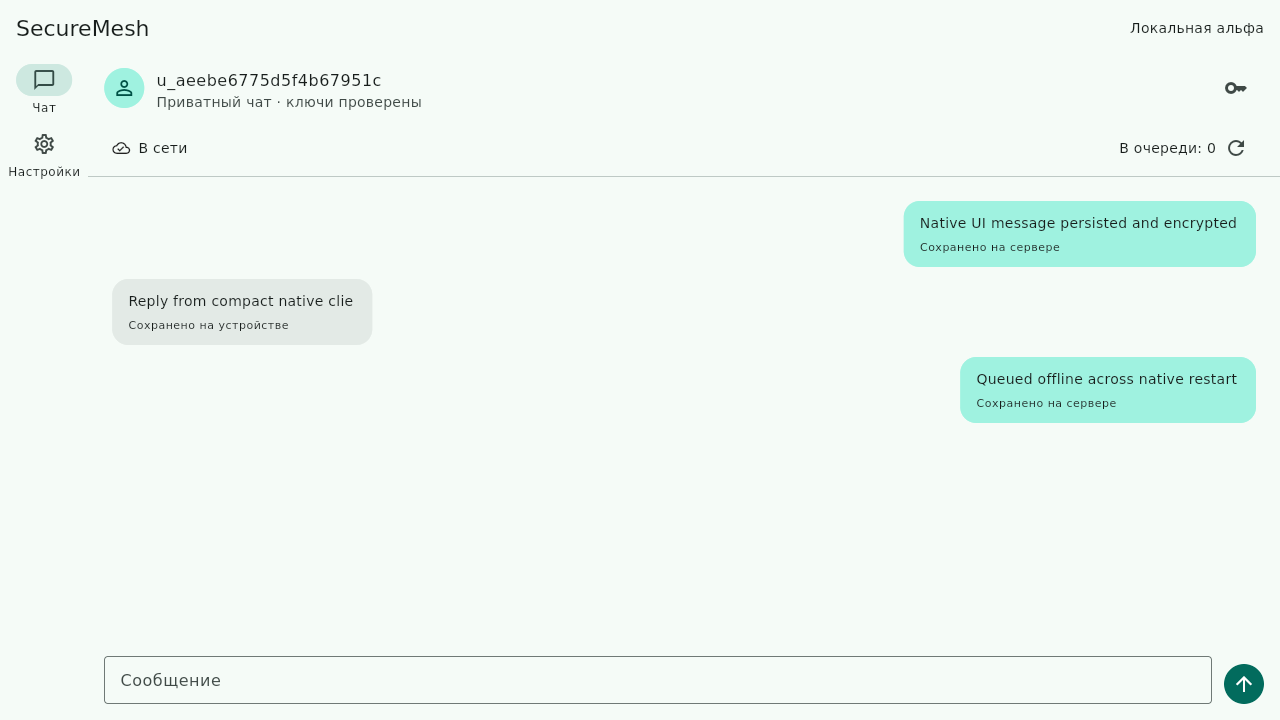 SecureMesh
Локальная альфа
Чат
Настройки
u_aeebe6775d5f4b67951c
Приватный чат · ключи проверены
В сети
В очереди: 0
Native UI message persisted and encrypted
Сохранено на сервере
Reply from compact native clie
Сохранено на устройстве
Queued offline across native restart
Сохранено на сервере
Сообщение